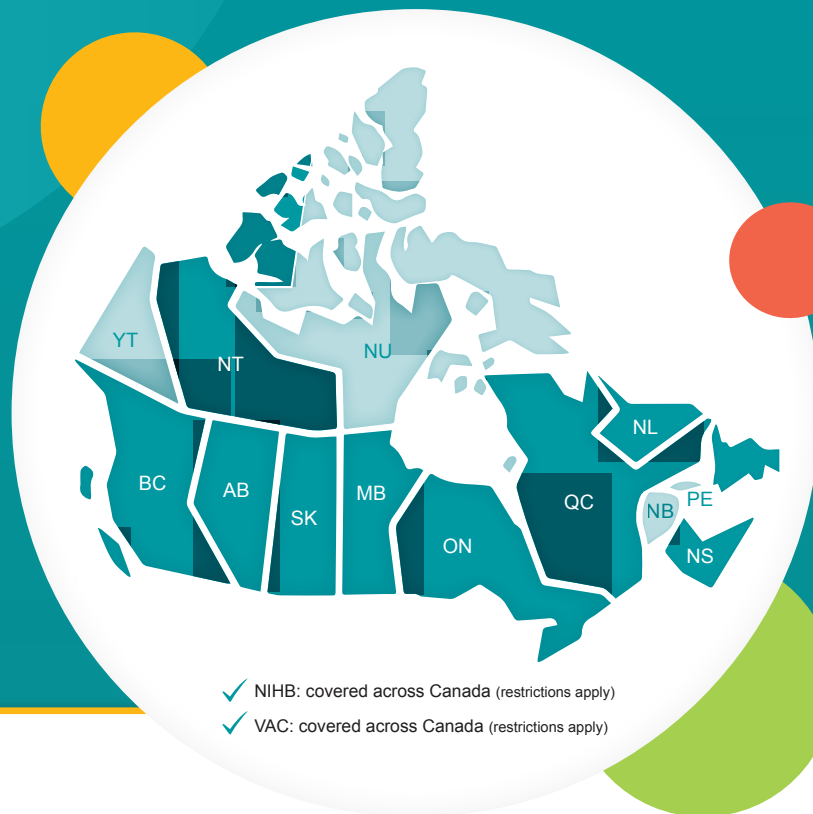 YT
NT
NU
BC
AB
SK
MB
ON
QC
NL
NB
PE
NS
NIHB: covered across Canada (restrictions apply)
VAC: covered across Canada (restrictions apply)